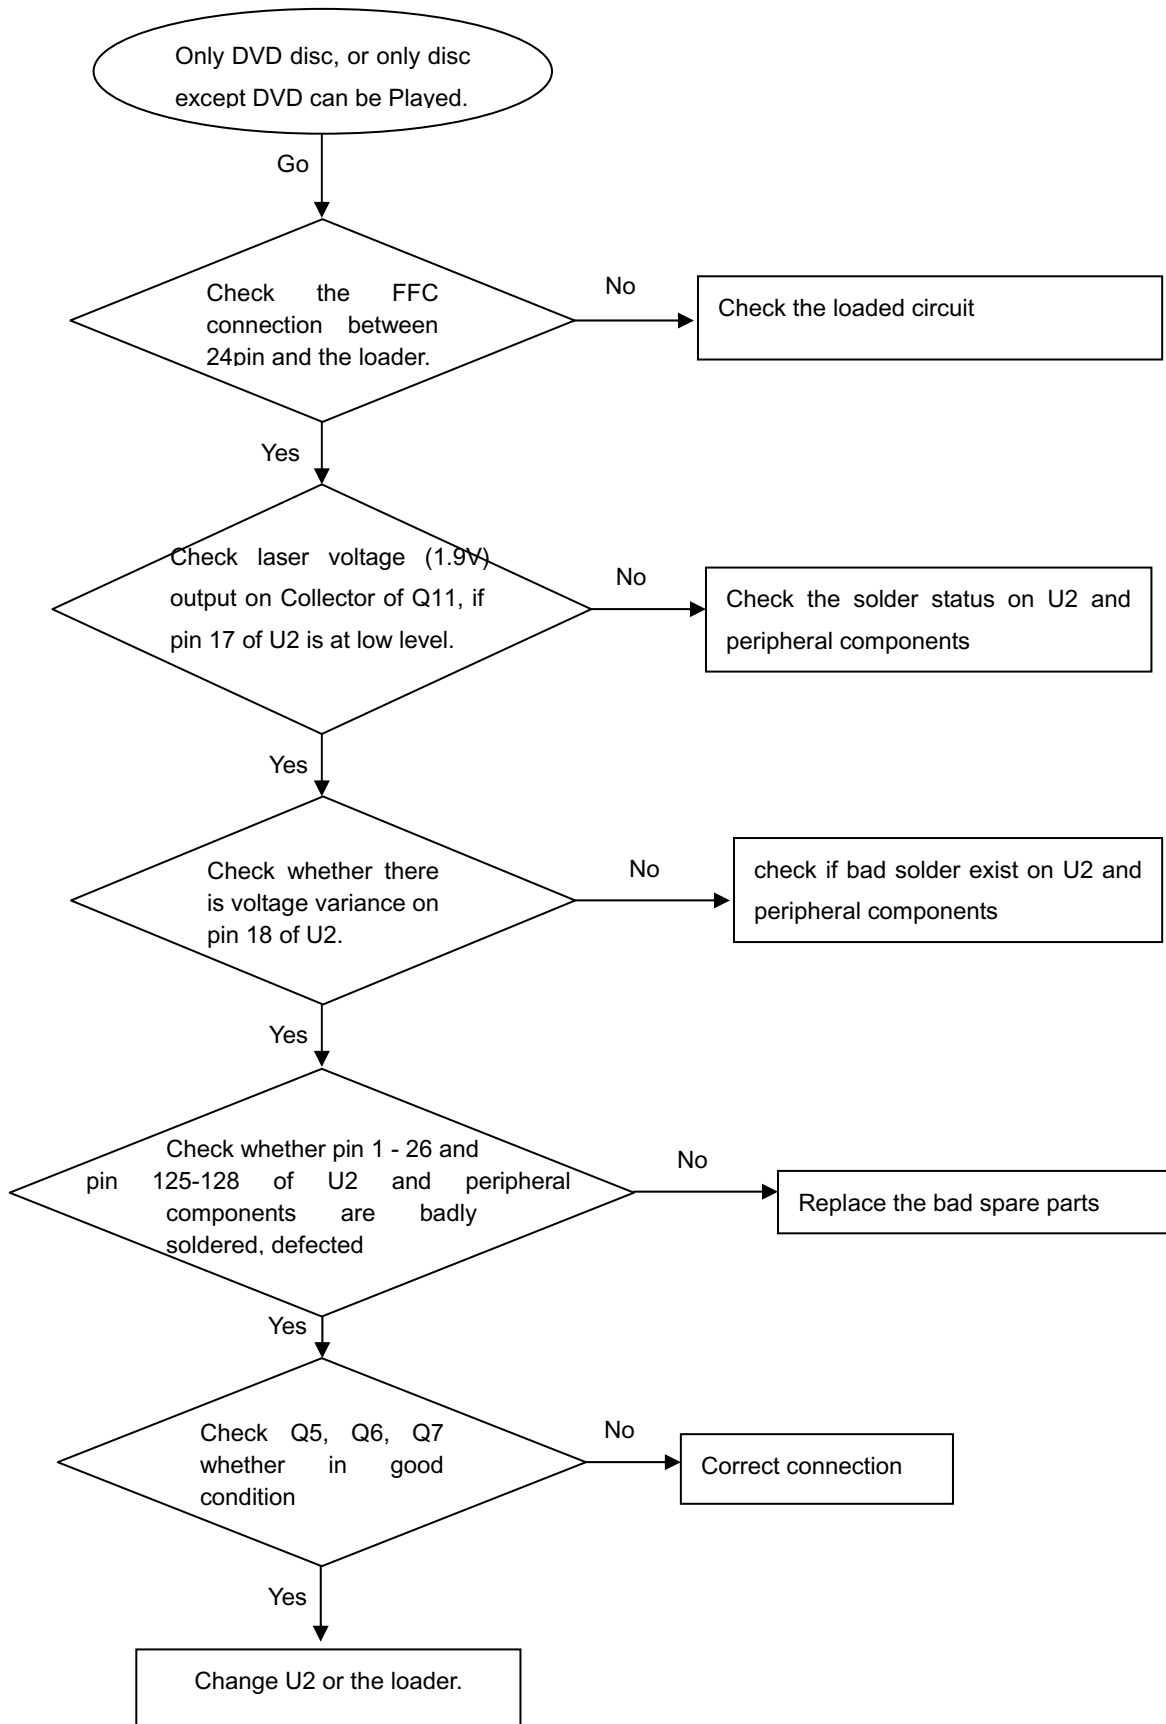 Only DVD disc, or only disc
except DVD can be Played.
Go
Check the FFC
connection between
24pin and the loader.
No
Check the loaded circuit
Yes
Check laser voltage (1.9V)
output on Collector of Q11, if
pin 17 of U2 is at low level.
No
Check the solder status on U2 and
peripheral components
Yes
Check whether there
is voltage variance on
pin 18 of U2.
No
check if bad solder exist on U2 and
peripheral components
Yes
Check whether pin 1 - 26 and
pin 125-128 of U2 and peripheral
components are badly
soldered, defected
No
Replace the bad spare parts
Yes
Check Q5, Q6, Q7
whether in good
condition
No
Correct connection
Yes
Change U2 or the loader.